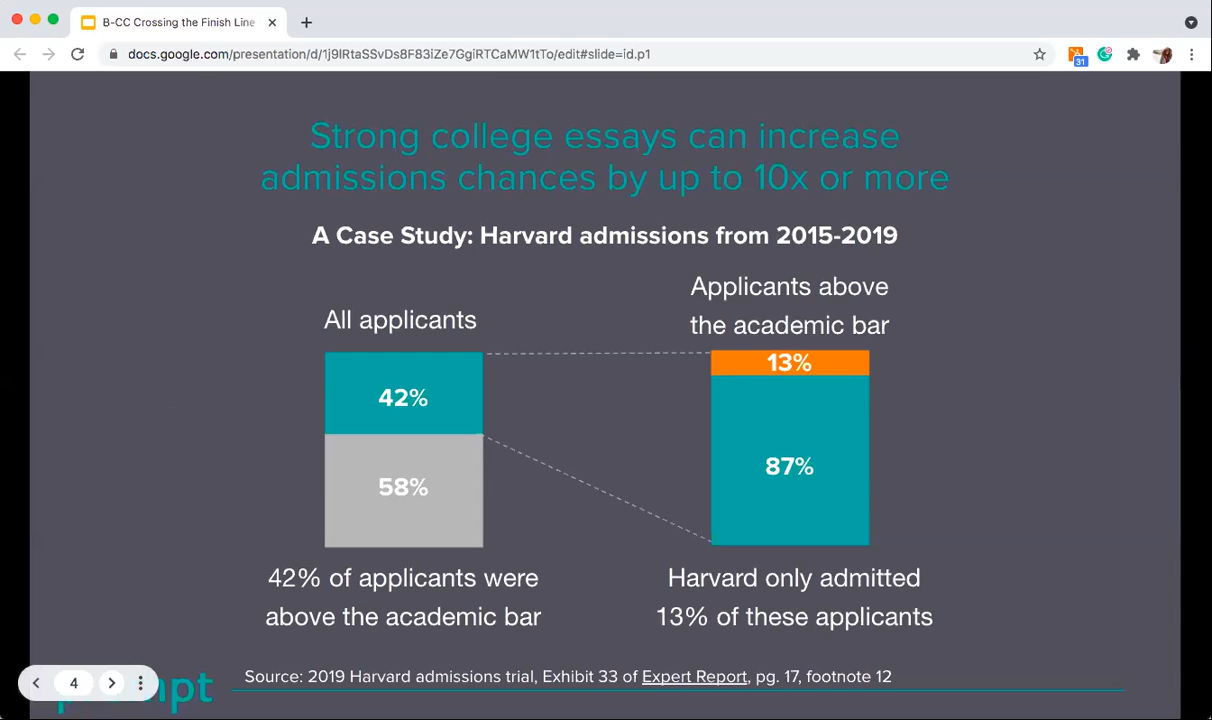 B-CC Crossing the Finish Line
docs.google.com/presentation/d/1j9lRtaSSvDs8F83iZe7GgiRTCaMW1tTo/edit#slide=id.p1
31
Strong college essays can increase
admissions chances by up to 10x or more
A Case Study: Harvard admissions from 2015-2019
All applicants
Applicants above
the academic bar
42%
58%
13%
87%
42% of applicants were
above the academic bar
Harvard only admitted
13% of these applicants
4
Source: 2019 Harvard admissions trial, Exhibit 33 of Expert Report, pg. 17, footnote 12